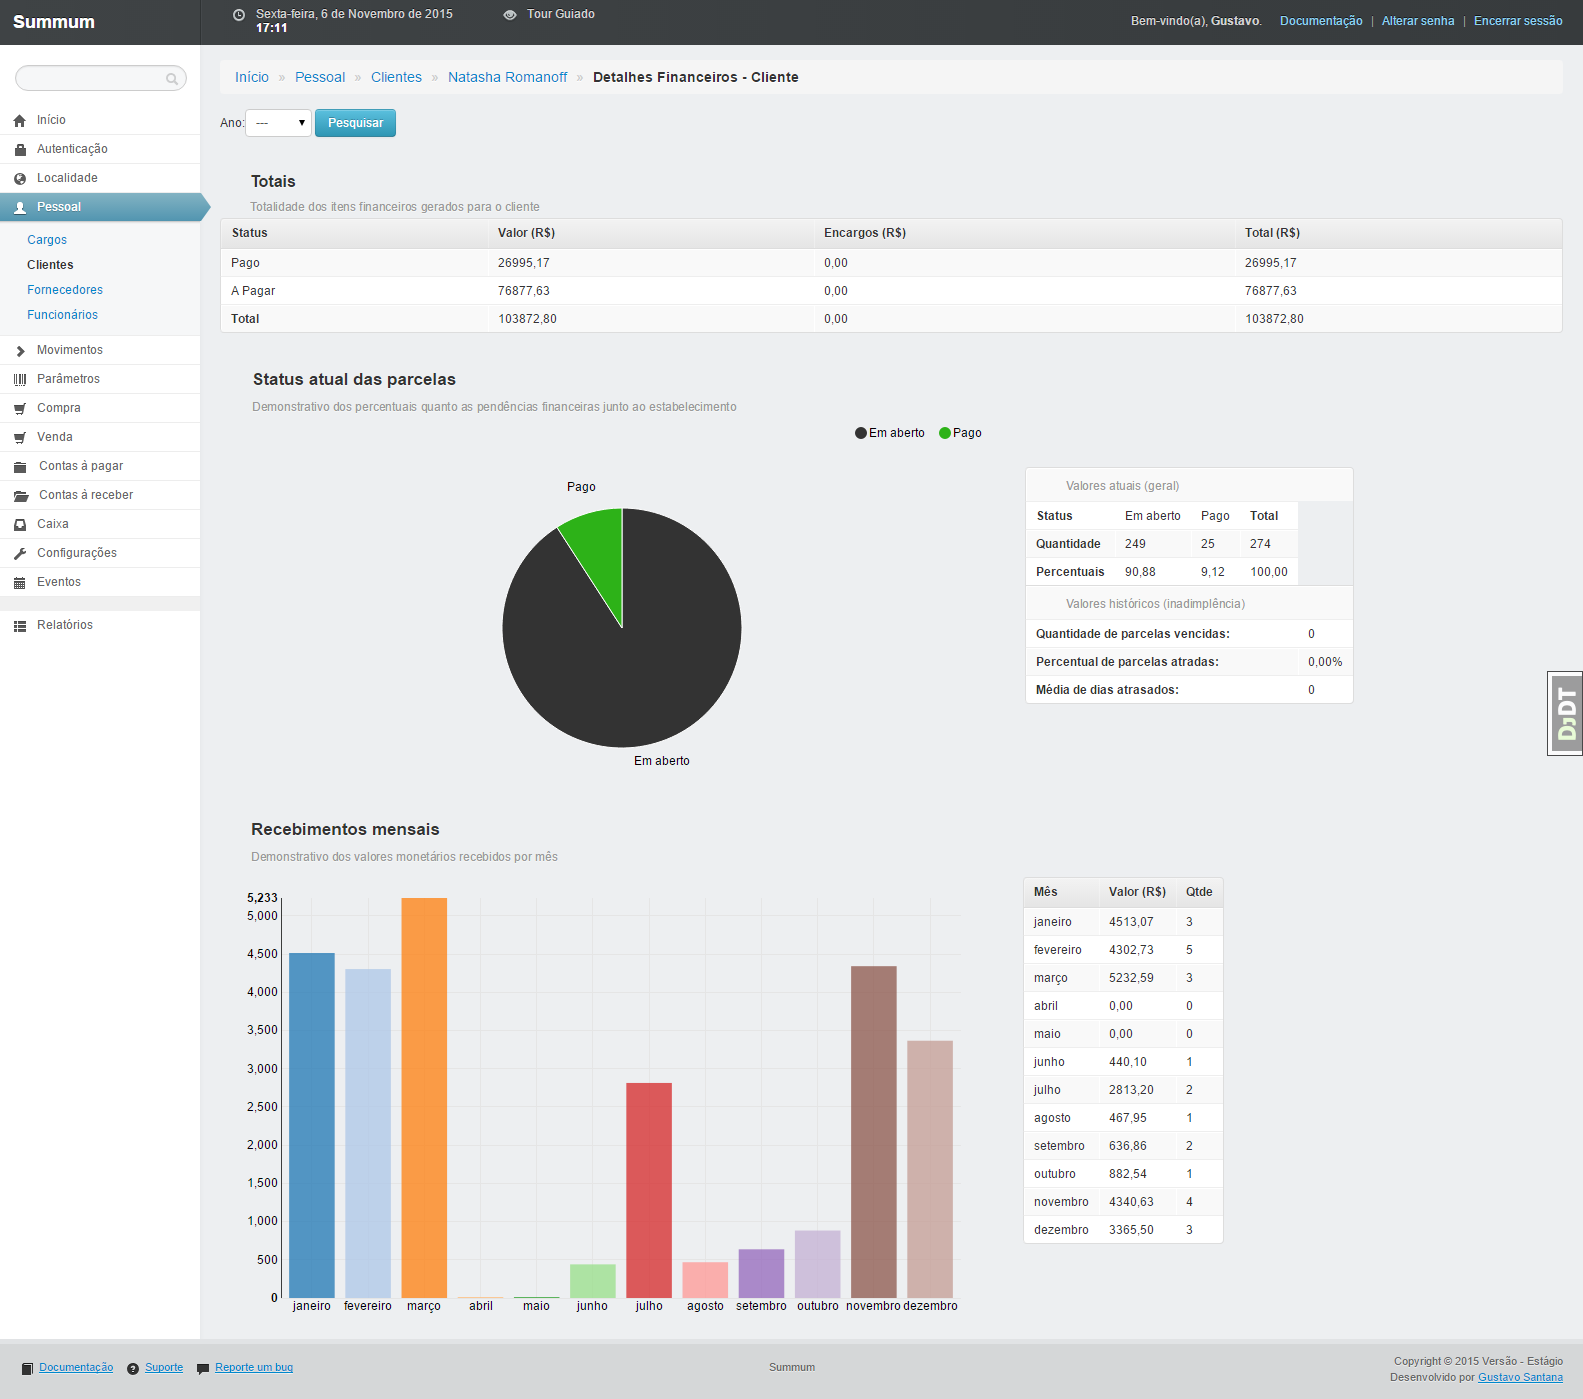 Summum
Sexta-feira, 6 de Novembro de 2015
17:11
Tour Guiado
Bem-vindo(a), Gustavo. Documentação | Alterar senha | Encerrar sessão
Início » Pessoal » Clientes » Natasha Romanoff » Detalhes Financeiros - Cliente
Ano: --- Pesquisar
Início
Autenticação
Localidade
Pessoal
Cargos
Clientes
Fornecedores
Funcionários
Movimentos
Parâmetros
Compra
Venda
Contas à pagar
Contas à receber
Caixa
Configurações
Eventos
Relatórios
Totais
Totalidade dos itens financeiros gerados para o cliente
Status Valor (R$) Encargos (R$) Total (R$)
Pago 26995,17 0,00 26995,17
A Pagar 76877,63 0,00 76877,63
Total 103872,80 0,00 103872,80
Status atual das parcelas
Demonstrativo dos percentuais quanto as pendências financeiras junto ao estabelecimento
Em aberto Pago
Pago
Em aberto
Valores atuais (geral)
Status Em aberto Pago Total
Quantidade 249 25 274
Percentuais 90,88 9,12 100,00
Valores históricos (inadimplência)
Quantidade de parcelas vencidas: 0
Percentual de parcelas atradas: 0,00%
Média de dias atrasados: 0
DjDT
Recebimentos mensais
Demonstrativo dos valores monetários recebidos por mês
5,233
5,000
4,500
4,000
3,500
3,000
2,500
2,000
1,500
1,000
500
0
janeiro fevereiro março abril maio junho julho agosto setembro outubro novembro dezembro
Mês Valor (R$) Qtde
janeiro 4513,07 3
fevereiro 4302,73 5
março 5232,59 3
abril 0,00 0
maio 0,00 0
junho 440,10 1
julho 2813,20 2
agosto 467,95 1
setembro 636,86 2
outubro 882,54 1
novembro 4340,63 4
dezembro 3365,50 3
Documentação Suporte Reporte um bug
Summum
Copyright © 2015 Versão - Estágio
Desenvolvido por Gustavo Santana